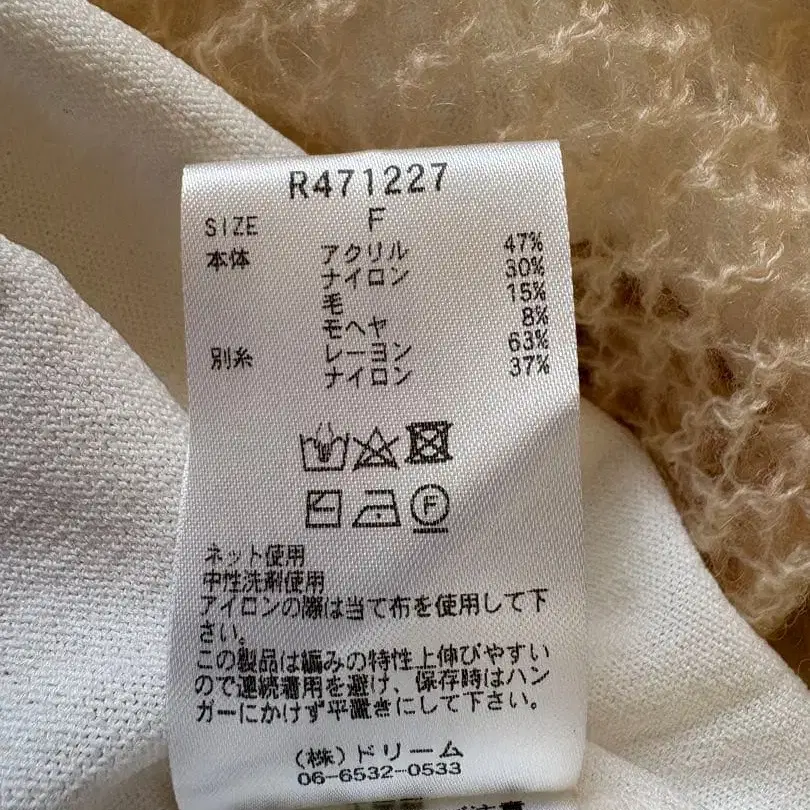 R471227
SIZE F
本体 アクリル 47%
ナイロン 30%
毛 15%
モヘヤ 8%
別糸 レーヨン 63%
ナイロン 37%
F
ネット使用
中性洗剤使用
アイロンの際は当て布を使用して下
さい。
この製品は編みの特性上伸びやすい
ので連続着用を避け、保存時はハン
ガーにかけず平置きにして下さい。
(株)ドリーム
06-6532-0533